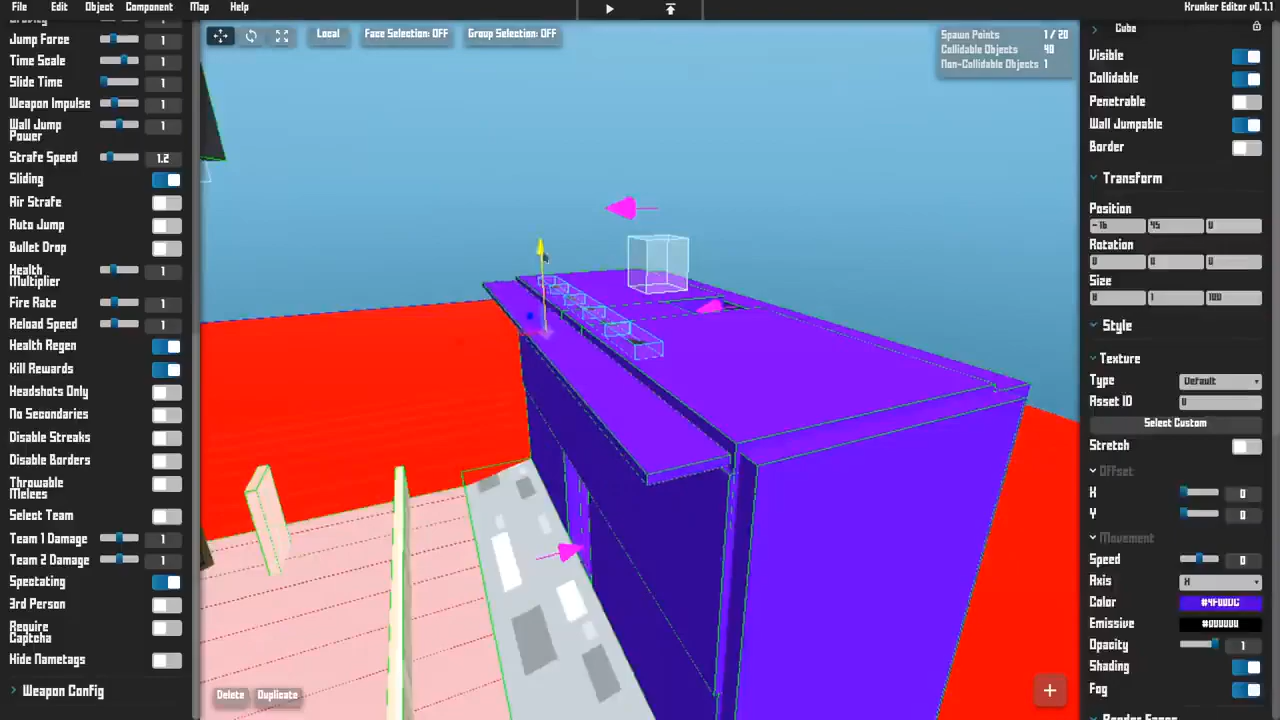 File Edit Object Component Map Help
Krunker Editor v0.7.1
Gravity
Jump Force 1
Time Scale 1
Slide Time 1
Weapon Impulse 1
Wall Jump Power 1
Strafe Speed 1.2
Sliding
Air Strafe
Auto Jump
Bullet Drop
Health Multiplier 1
Fire Rate 1
Reload Speed 1
Health Regen
Kill Rewards
Headshots Only
No Secondaries
Disable Streaks
Disable Borders
Throwable Melees
Select Team
Team 1 Damage 1
Team 2 Damage 1
Spectating
3rd Person
Require Captcha
Hide Nametags
Weapon Config
Local
Face Selection: OFF
Group Selection: OFF
Spawn Points 1 / 20
Collidable Objects 40
Non-Collidable Objects 1
Delete
Duplicate
Cube
Visible
Collidable
Penetrable
Wall Jumpable
Border
Transform
Position
-76 45 0
Rotation
0 0 0
Size
8 1 100
Style
Texture
Type Default
Asset ID 0
Select Custom
Stretch
Offset
X 0
Y 0
Movement
Speed 0
Axis X
Color #4F00DC
Emissive #000000
Opacity 1
Shading
Fog
Render Faces